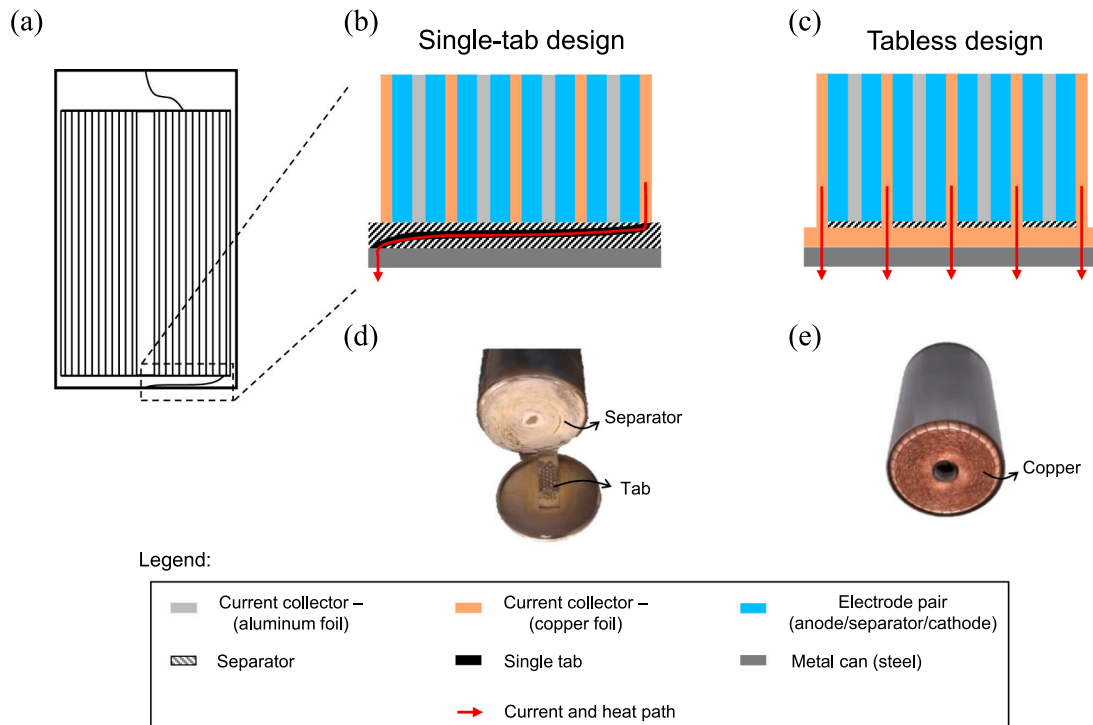 (a)
(b)
(c)
Single-tab design
Tabless design
(d)
(e)
Separator
Tab
Copper
Legend:
Current collector –
(aluminum foil)
Current collector –
(copper foil)
Electrode pair
(anode/separator/cathode)
Separator
Single tab
Metal can (steel)
Current and heat path